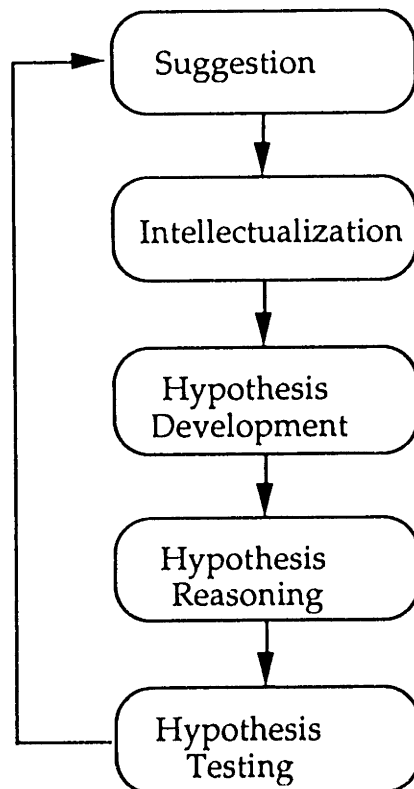 Suggestion
Intellectualization
Hypothesis
Development
Hypothesis
Reasoning
Hypothesis
Testing